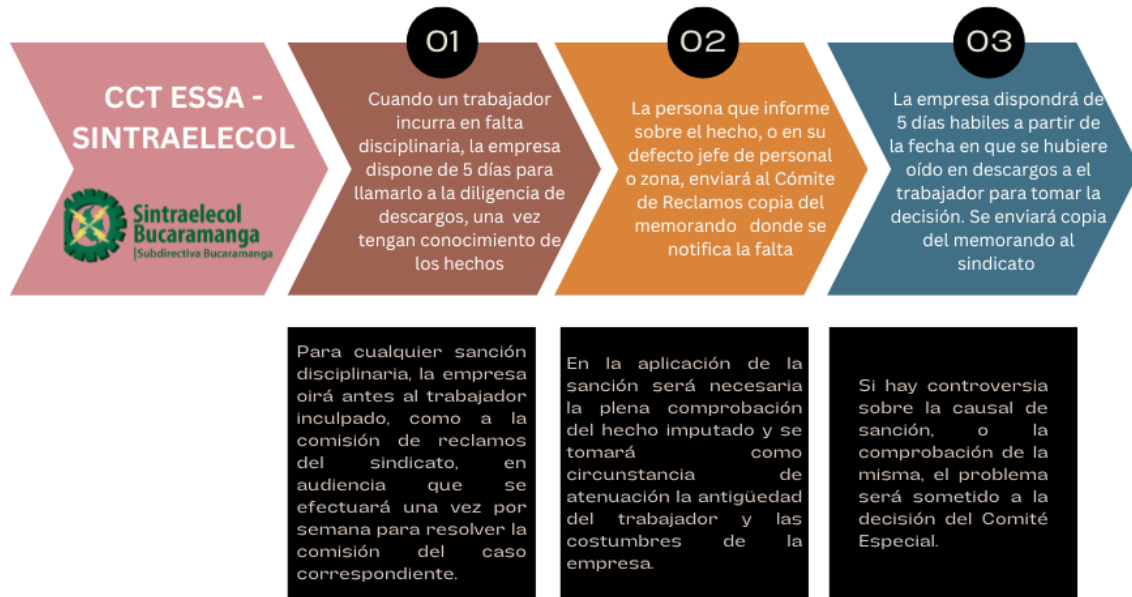 CCT ESSA -
SINTRAELECOL
Sintraelecol
Bucaramanga
|Subdirectiva Bucaramanga
01
Cuando un trabajador
incurra en falta
disciplinaria, la empresa
dispone de 5 días para
llamarlo a la diligencia de
descargos, una vez
tengan conocimiento de
los hechos
02
La persona que informe
sobre el hecho, o en su
defecto jefe de personal
o zona, enviará al Cómite
de Reclamos copia del
memorando donde se
notifica la falta
03
La empresa dispondrá de
5 días habiles a partir de
la fecha en que se hubiere
oído en descargos a el
trabajador para tomar la
decisión. Se enviará copia
del memorando al
sindicato
Para cualquier sanción
disciplinaria, la empresa
oirá antes al trabajador
inculpado, como a la
comisión de reclamos
del sindicato, en
audiencia que se
efectuará una vez por
semana para resolver la
comisión del caso
correspondiente.
En la aplicación de la
sanción será necesaria
la plena comprobación
del hecho imputado y se
tomará como
circunstancia de
atenuación la antigüedad
del trabajador y las
costumbres de la
empresa.
Si hay controversia
sobre la causal de
sanción, o la
comprobación de la
misma, el problema
será sometido a la
decisión del Comité
Especial.